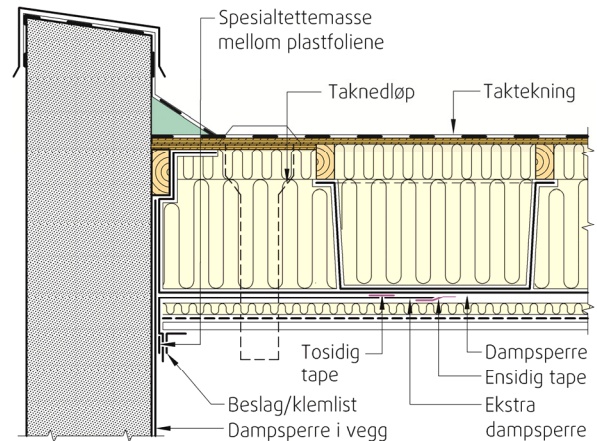 Spesialtettemasse
mellom plastfoliene
Taknedløp
Taktekning
Tosidig
tape
Dampsperre
Ensidig tape
Ekstra
dampsperre
Beslag/klemlist
Dampsperre i vegg